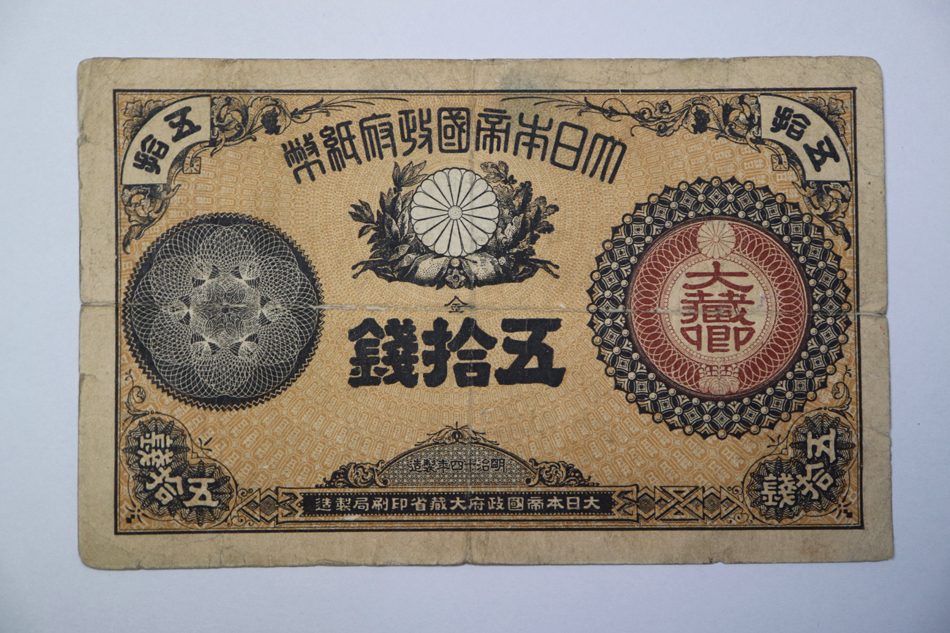 五拾
拾五
大日本帝國政府紙幣
金
五拾錢
大藏卿
明治十四年製造
五拾錢
五拾錢
大日本帝國政府大藏省印刷局製造